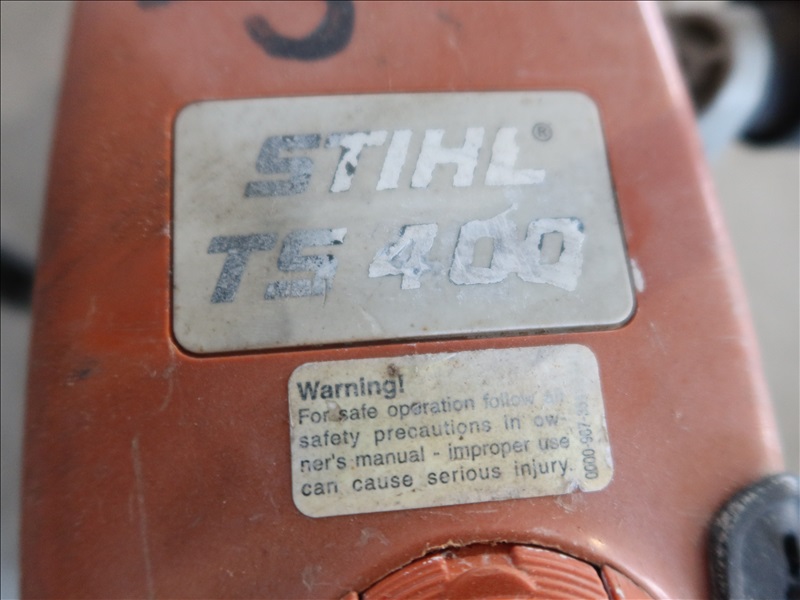 5
STIHL®
TS 400
Warning!
For safe operation follow all
safety precautions in ow-
ner's manual - improper use
can cause serious injury.